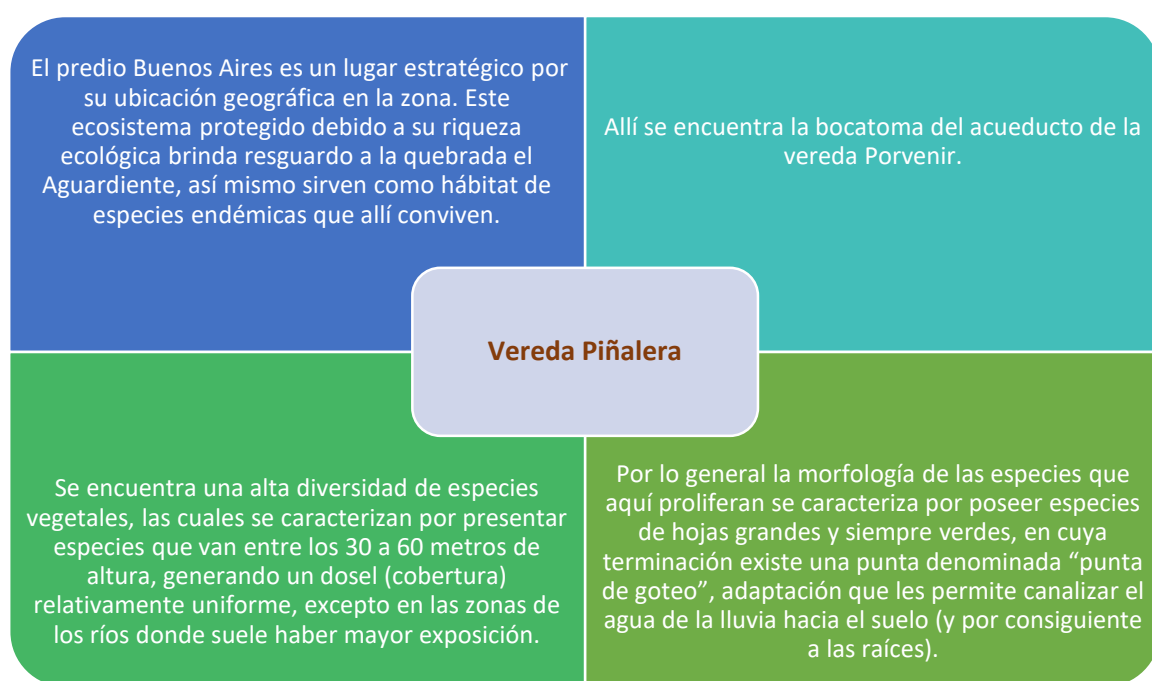 El predio Buenos Aires es un lugar estratégico por
su ubicación geográfica en la zona. Este
ecosistema protegido debido a su riqueza
ecológica brinda resguardo a la quebrada el
Aguardiente, así mismo sirven como hábitat de
especies endémicas que allí conviven.
Allí se encuentra la bocatoma del acueducto de la
vereda Porvenir.
Vereda Piñalera
Se encuentra una alta diversidad de especies
vegetales, las cuales se caracterizan por presentar
especies que van entre los 30 a 60 metros de
altura, generando un dosel (cobertura)
relativamente uniforme, excepto en las zonas de
los ríos donde suele haber mayor exposición.
Por lo general la morfología de las especies que
aquí proliferan se caracteriza por poseer especies
de hojas grandes y siempre verdes, en cuya
terminación existe una punta denominada “punta
de goteo”, adaptación que les permite canalizar el
agua de la lluvia hacia el suelo (y por consiguiente
a las raíces).